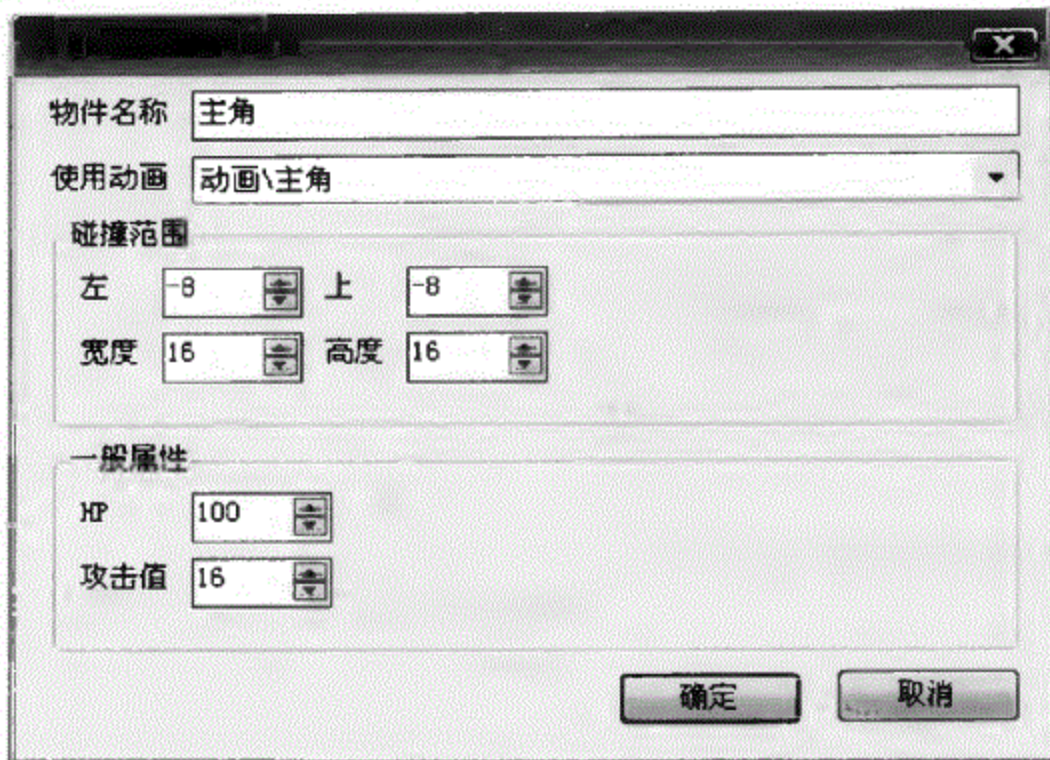 物件名称 主角
使用动画 动画\主角
碰撞范围
左 -8 上 -8
宽度 16 高度 16
一般属性
HP 100
攻击值 16
确定 取消